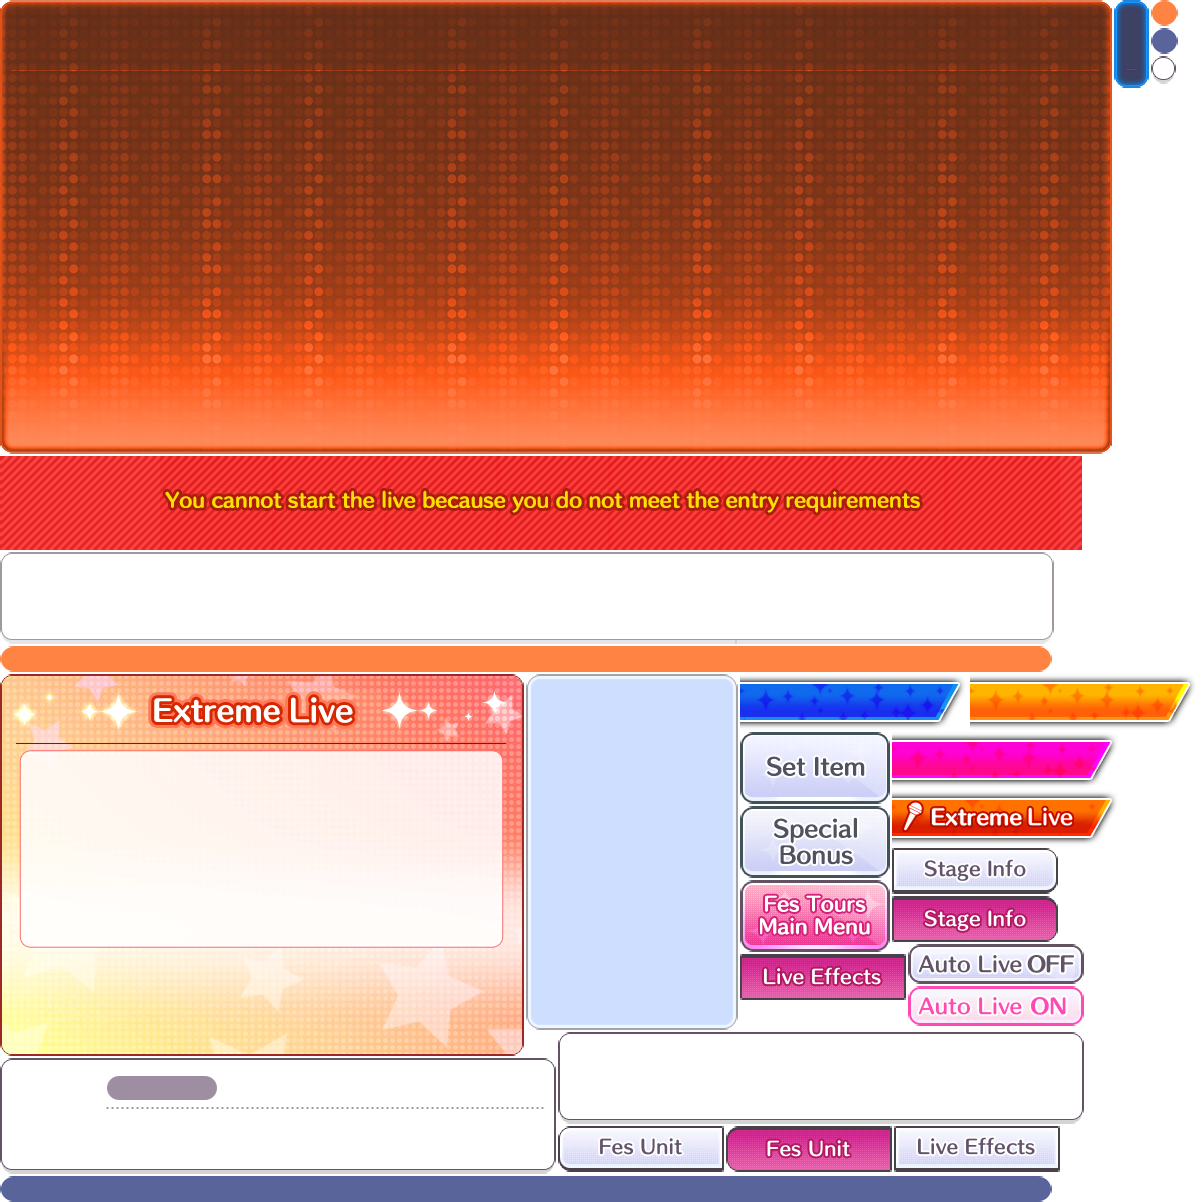 You cannot start the live because you do not meet the entry requirements
Extreme Live
Set Item
Special
Bonus
Extreme Live
Stage Info
Fes Tours
Main Menu
Stage Info
Live Effects
Auto Live OFF
Auto Live ON
Fes Unit
Fes Unit
Live Effects